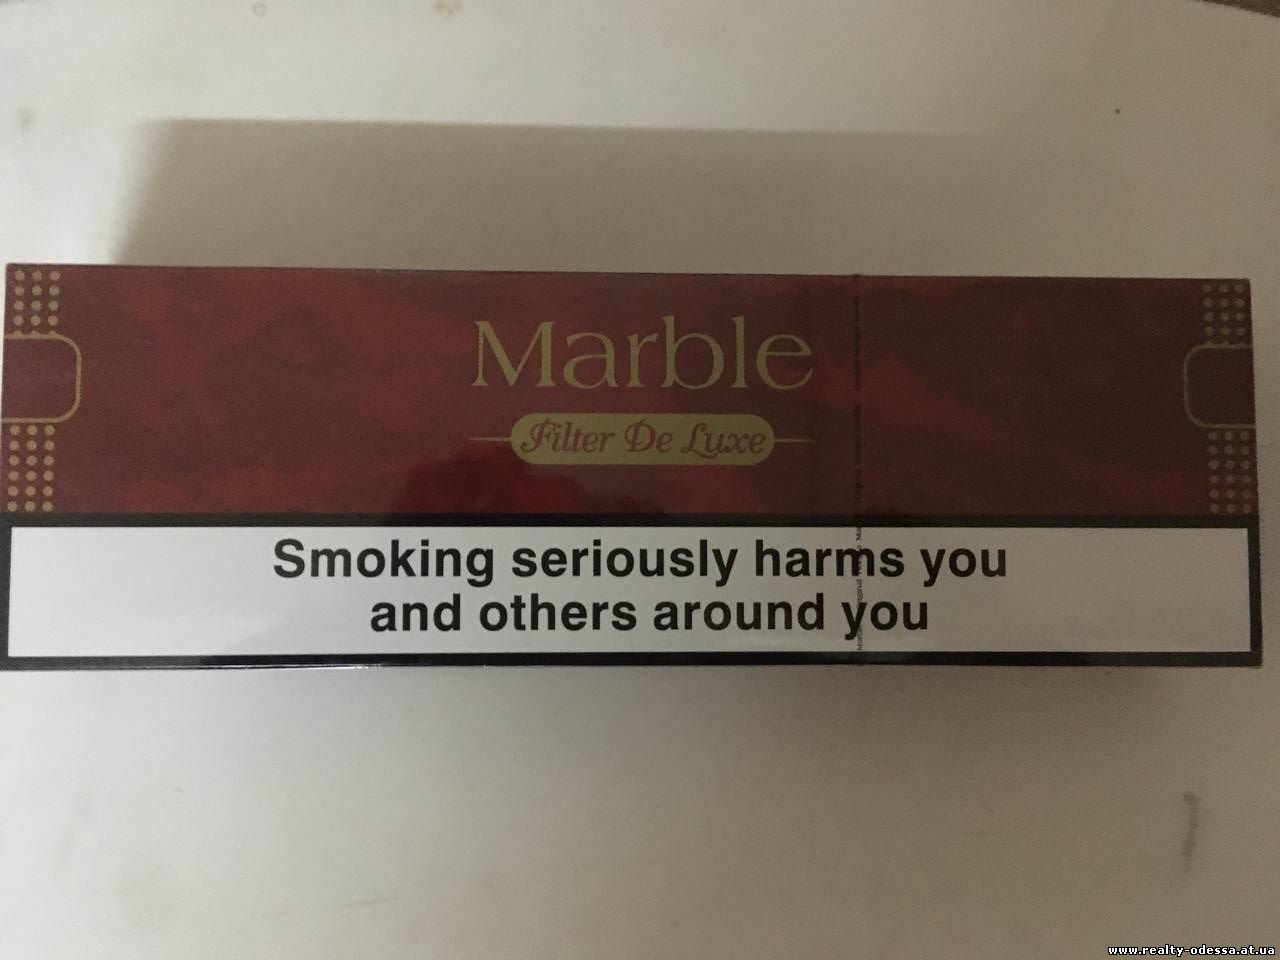 Marble
Filter De Luxe
Smoking seriously harms you
and others around you
www.realty-odessa.at.ua